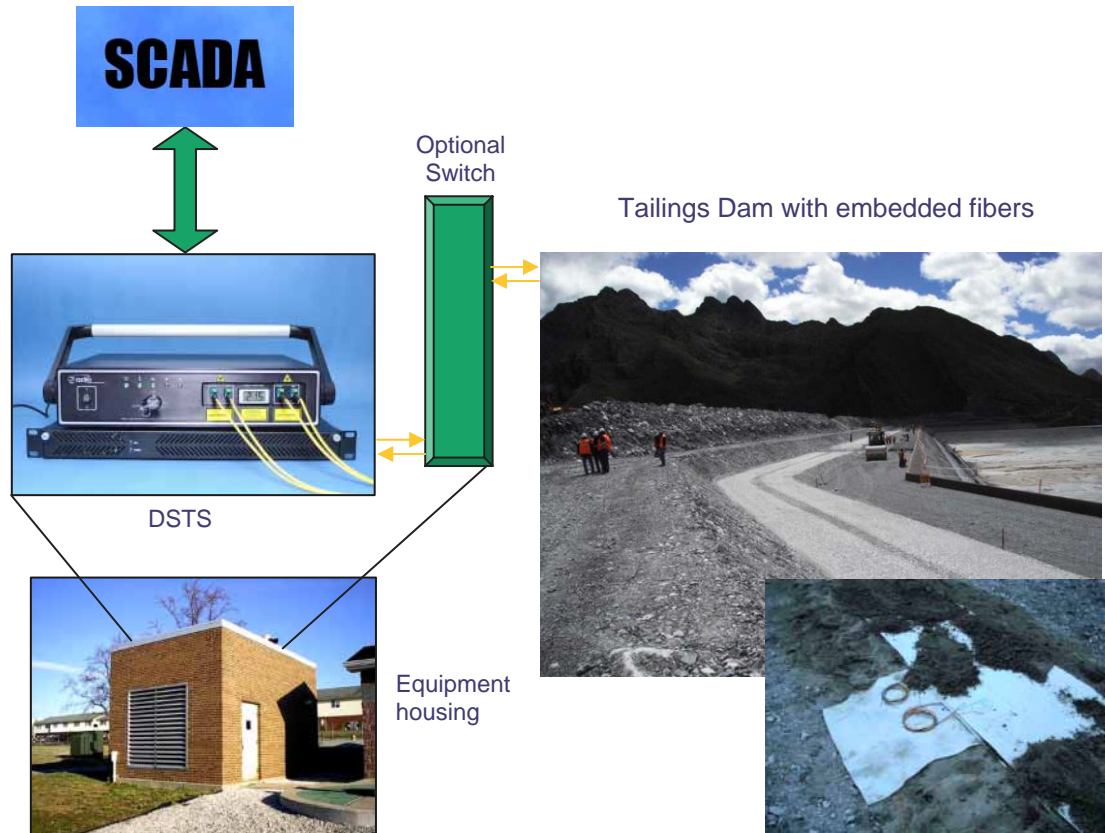 SCADA
Optional
Switch
Tailings Dam with embedded fibers
DSTS
Equipment
housing